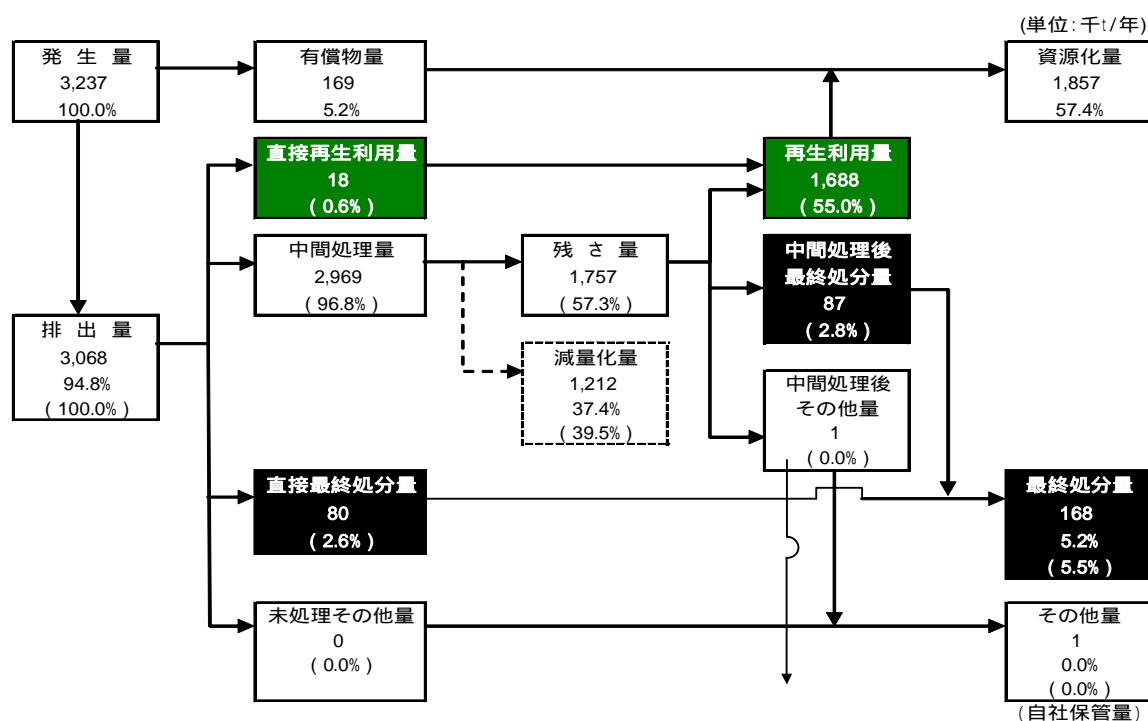 (単位:千t/年)
発 生 量
3,237
100.0%
有償物量
169
5.2%
資源化量
1,857
57.4%
直接再生利用量
18
(0.6%)
再生利用量
1,688
(55.0%)
中間処理量
2,969
(96.8%)
残 さ 量
1,757
(57.3%)
中間処理後
最終処分量
87
(2.8%)
排 出 量
3,068
94.8%
(100.0%)
減量化量
1,212
37.4%
(39.5%)
中間処理後
その他量
1
(0.0%)
直接最終処分量
80
(2.6%)
最終処分量
168
5.2%
(5.5%)
未処理その他量
0
(0.0%)
その他量
1
0.0%
(0.0%)
(自社保管量)